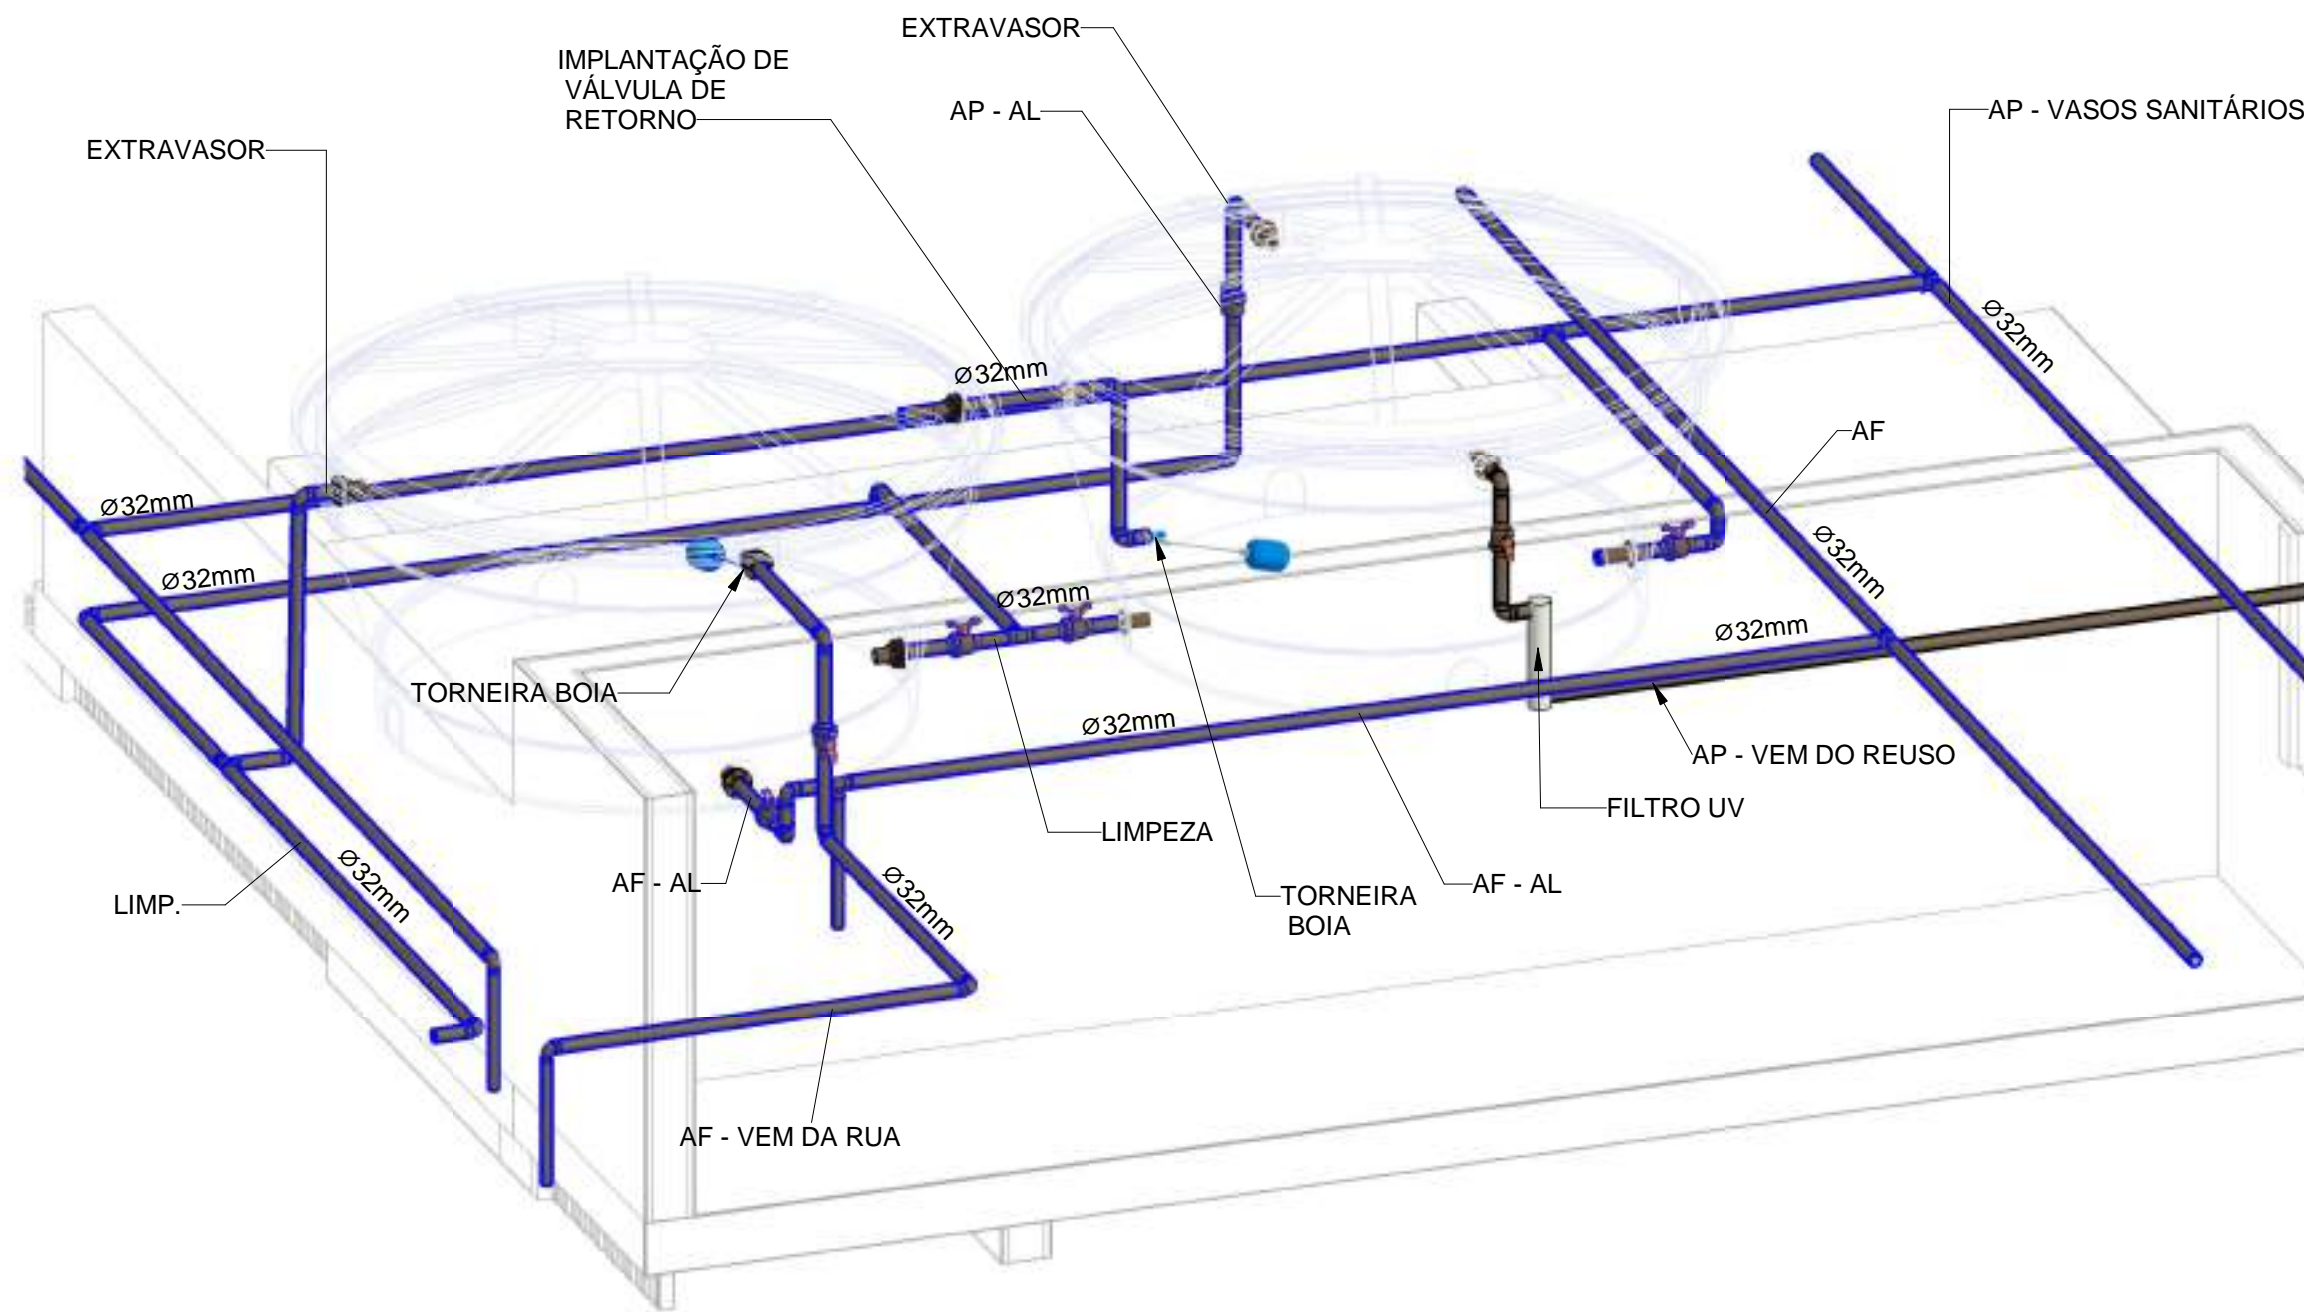 EXTRAVASOR
IMPLANTAÇÃO DE
VÁLVULA DE
RETORNO
AP - AL
AP - VASOS SANITÁRIOS
EXTRAVASOR
Ø32mm
Ø32mm
AF
Ø32mm
Ø32mm
Ø32mm
Ø32mm
Ø32mm
TORNEIRA BOIA
Ø32mm
AP - VEM DO REUSO
FILTRO UV
LIMPEZA
AF - AL
Ø32mm
AF - AL
TORNEIRA
BOIA
LIMP.
Ø32mm
AF - VEM DA RUA